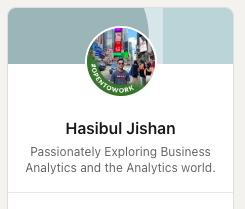 #OPENTOWORK
Hasibul Jishan
Passionately Exploring Business
Analytics and the Analytics world.